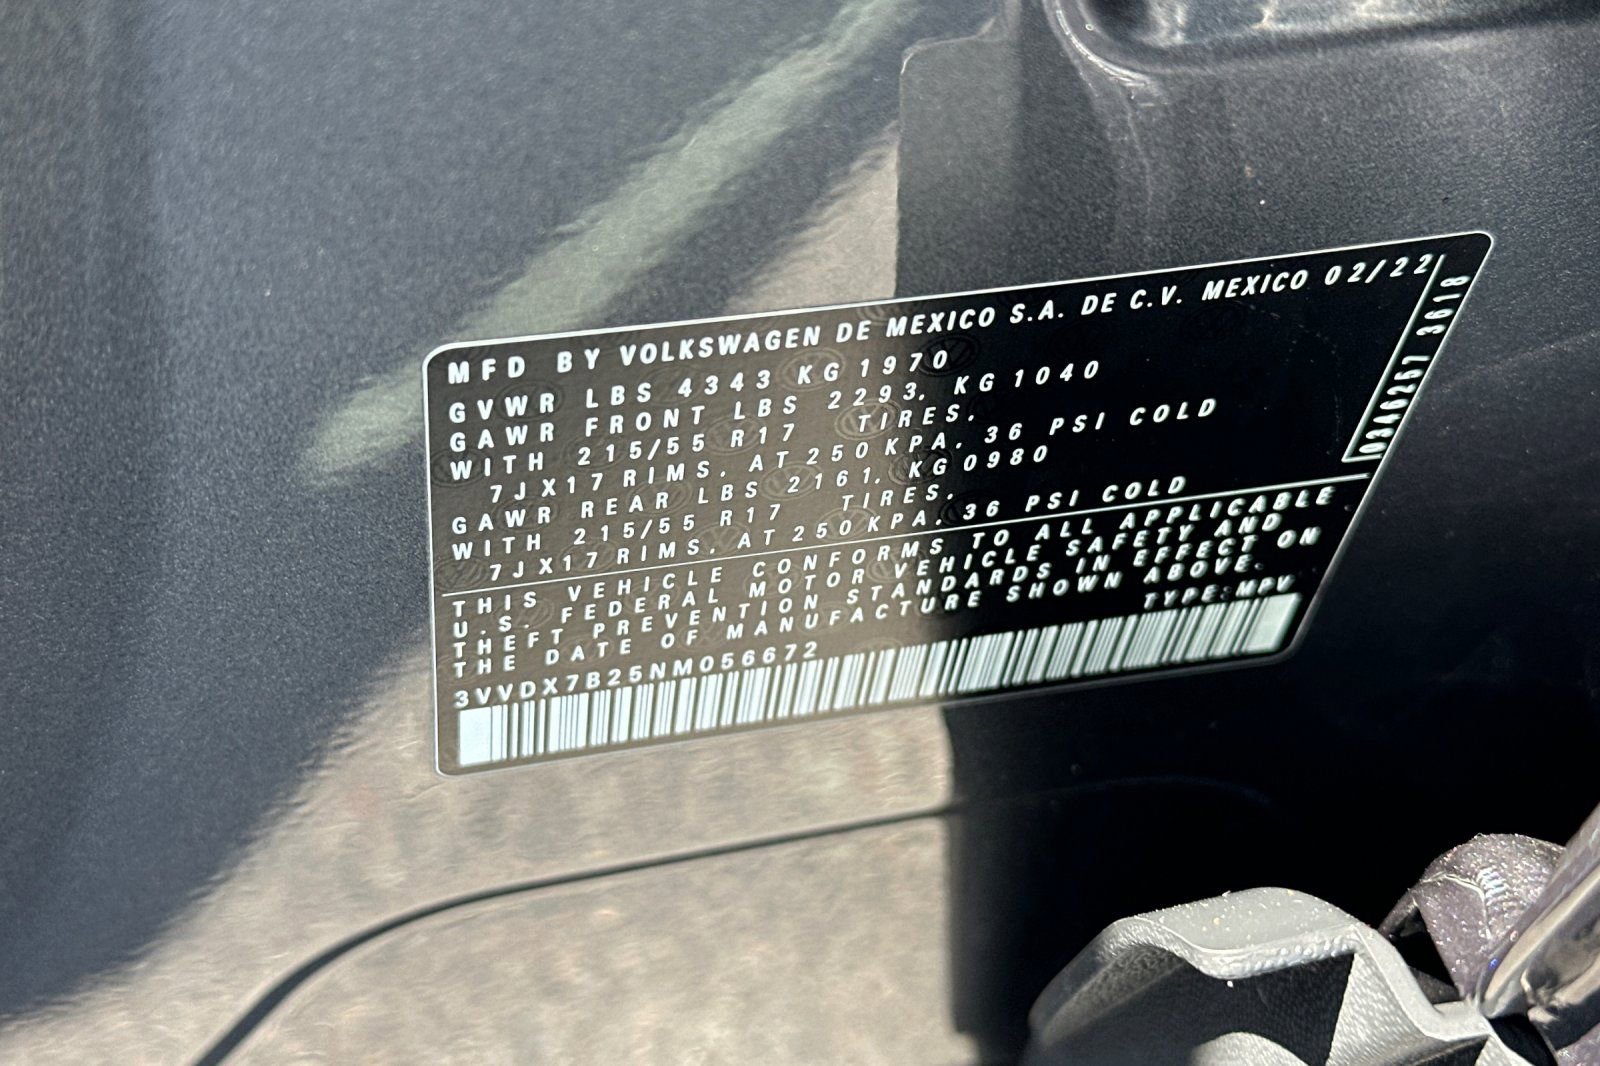 MFD BY VOLKSWAGEN DE MEXICO S.A. DE C.V. MEXICO 02/22
GVWR LBS 4343 KG 1970
GAWR FRONT LBS 2293. KG 1040
WITH 215/55 R17 TIRES.
7JX17 RIMS. AT 250 KPA. 36 PSI COLD
GAWR REAR LBS 2161. KG 0980
WITH 215/55 R17 TIRES.
7JX17 RIMS. AT 250 KPA. 36 PSI COLD
THIS VEHICLE CONFORMS TO ALL APPLICABLE
U.S. FEDERAL MOTOR VEHICLE SAFETY AND
THEFT PREVENTION STANDARDS IN EFFECT ON
THE DATE OF MANUFACTURE SHOWN ABOVE.
3VVDX7B25NM056672 TYPE:MPV
3618